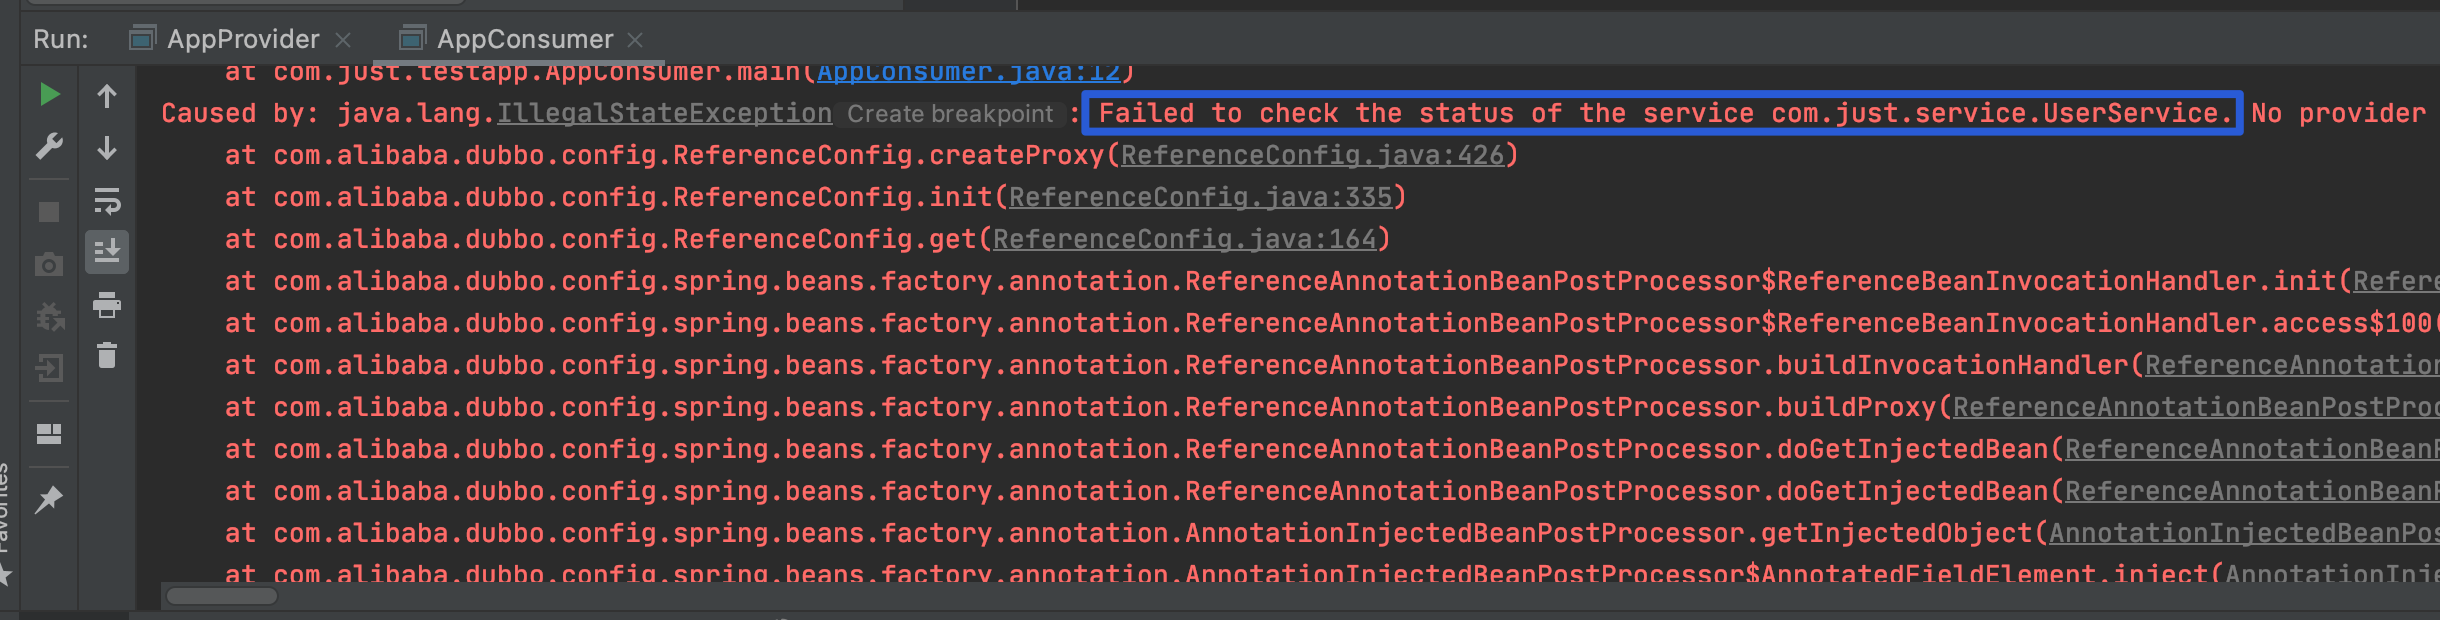 Run: AppProvider AppConsumer
at com.just.testapp.AppConsumer.main(AppConsumer.java:12)
Caused by: java.lang.IllegalStateException Create breakpoint : Failed to check the status of the service com.just.service.UserService. No provider
at com.alibaba.dubbo.config.ReferenceConfig.createProxy(ReferenceConfig.java:426)
at com.alibaba.dubbo.config.ReferenceConfig.init(ReferenceConfig.java:335)
at com.alibaba.dubbo.config.ReferenceConfig.get(ReferenceConfig.java:164)
at com.alibaba.dubbo.config.spring.beans.factory.annotation.ReferenceAnnotationBeanPostProcessor$ReferenceBeanInvocationHandler.init(Refere
at com.alibaba.dubbo.config.spring.beans.factory.annotation.ReferenceAnnotationBeanPostProcessor$ReferenceBeanInvocationHandler.access$100(
at com.alibaba.dubbo.config.spring.beans.factory.annotation.ReferenceAnnotationBeanPostProcessor.buildInvocationHandler(ReferenceAnnotation
at com.alibaba.dubbo.config.spring.beans.factory.annotation.ReferenceAnnotationBeanPostProcessor.buildProxy(ReferenceAnnotationBeanPostProc
at com.alibaba.dubbo.config.spring.beans.factory.annotation.ReferenceAnnotationBeanPostProcessor.doGetInjectedBean(ReferenceAnnotationBeanP
at com.alibaba.dubbo.config.spring.beans.factory.annotation.ReferenceAnnotationBeanPostProcessor.doGetInjectedBean(ReferenceAnnotationBeanP
at com.alibaba.dubbo.config.spring.beans.factory.annotation.AnnotationInjectedBeanPostProcessor.getInjectedObject(AnnotationInjectedBeanPos
at com.alibaba.dubbo.config.spring.beans.factory.annotation.AnnotationInjectedBeanPostProcessor$AnnotatedFieldElement.inject(AnnotationInje
Favorites